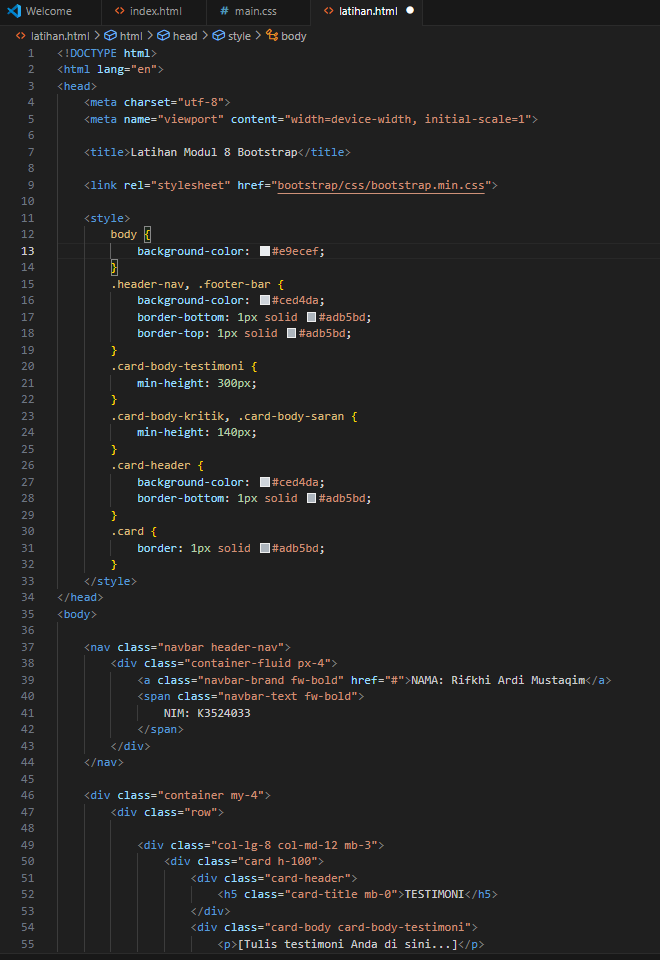 Welcome index.html # main.css latihan.html
latihan.html > html > head > style > body
1 <!DOCTYPE html>
2 <html lang="en">
3 <head>
4     <meta charset="utf-8">
5     <meta name="viewport" content="width=device-width, initial-scale=1">
6
7     <title>Latihan Modul 8 Bootstrap</title>
8
9     <link rel="stylesheet" href="bootstrap/css/bootstrap.min.css">
10
11     <style>
12         body {
13             background-color: #e9ecef;
14         }
15         .header-nav, .footer-bar {
16             background-color: #ced4da;
17             border-bottom: 1px solid #adb5bd;
18             border-top: 1px solid #adb5bd;
19         }
20         .card-body-testimoni {
21             min-height: 300px;
22         }
23         .card-body-kritik, .card-body-saran {
24             min-height: 140px;
25         }
26         .card-header {
27             background-color: #ced4da;
28             border-bottom: 1px solid #adb5bd;
29         }
30         .card {
31             border: 1px solid #adb5bd;
32         }
33     </style>
34 </head>
35 <body>
36
37     <nav class="navbar header-nav">
38         <div class="container-fluid px-4">
39             <a class="navbar-brand fw-bold" href="#">NAMA: Rifkhi Ardi Mustaqim</a>
40             <span class="navbar-text fw-bold">
41                 NIM: K3524033
42             </span>
43         </div>
44     </nav>
45
46     <div class="container my-4">
47         <div class="row">
48
49             <div class="col-lg-8 col-md-12 mb-3">
50                 <div class="card h-100">
51                     <div class="card-header">
52                         <h5 class="card-title mb-0">TESTIMONI</h5>
53                     </div>
54                     <div class="card-body card-body-testimoni">
55                         <p>[Tulis testimoni Anda di sini...]</p>